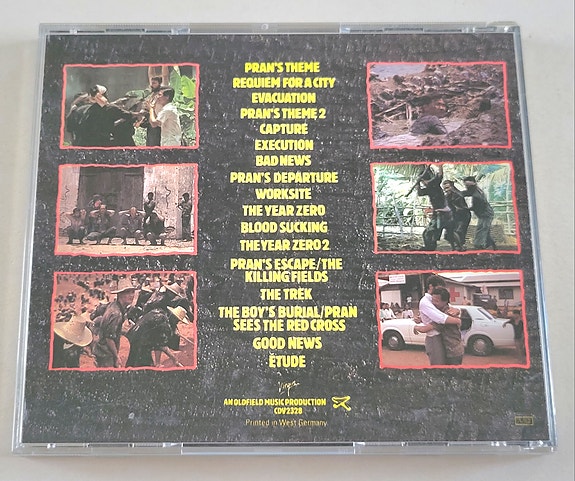 PRAN'S THEME
REQUIEM FOR A CITY
EVACUATION
PRAN'S THEME 2
CAPTURE
EXECUTION
BAD NEWS
PRAN'S DEPARTURE
WORKSITE
THE YEAR ZERO
BLOOD SUCKING
THE YEAR ZERO 2
PRAN'S ESCAPE/THE
KILLING FIELDS
THE TREK
THE BOY'S BURIAL/PRAN
SEES THE RED CROSS
GOOD NEWS
ĔTUDE
Virgin
AN OLDFIELD MUSIC PRODUCTION
CDV2328
Printed in West Germany